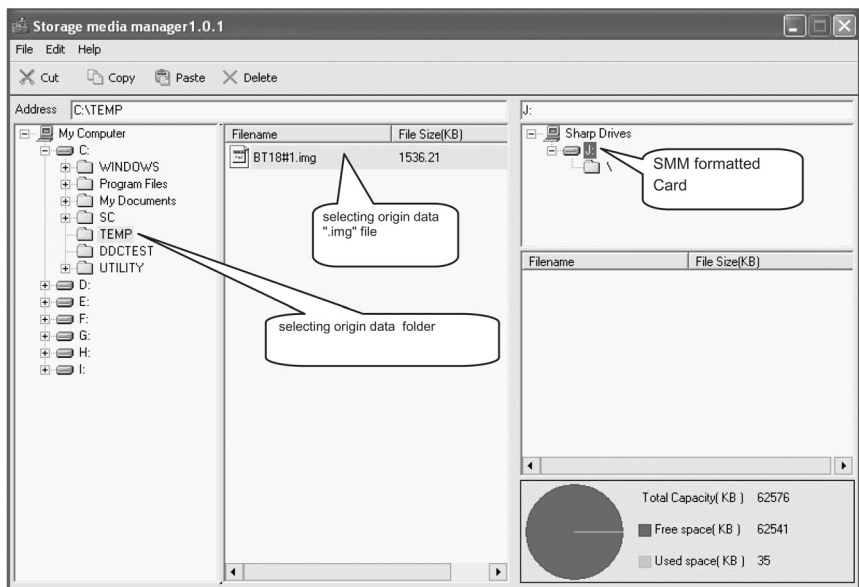 Storage media manager1.0.1
File Edit Help
Cut Copy Paste Delete
Address C:\TEMP
J:
My Computer
C:
WINDOWS
Program Files
My Documents
SC
TEMP
DDCTEST
UTILITY
D:
E:
F:
G:
H:
I:
Filename File Size(KB)
BT18#1.img 1536.21
selecting origin data
".img" file
selecting origin data folder
Sharp Drives
J:
\
SMM formatted
Card
Filename File Size(KB)
Total Capacity( KB ) 62576
Free space( KB ) 62541
Used space( KB ) 35